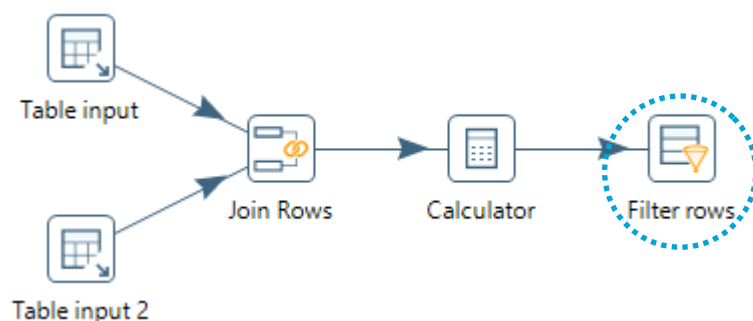 Table input
Join Rows
Calculator
Filter rows
Table input 2